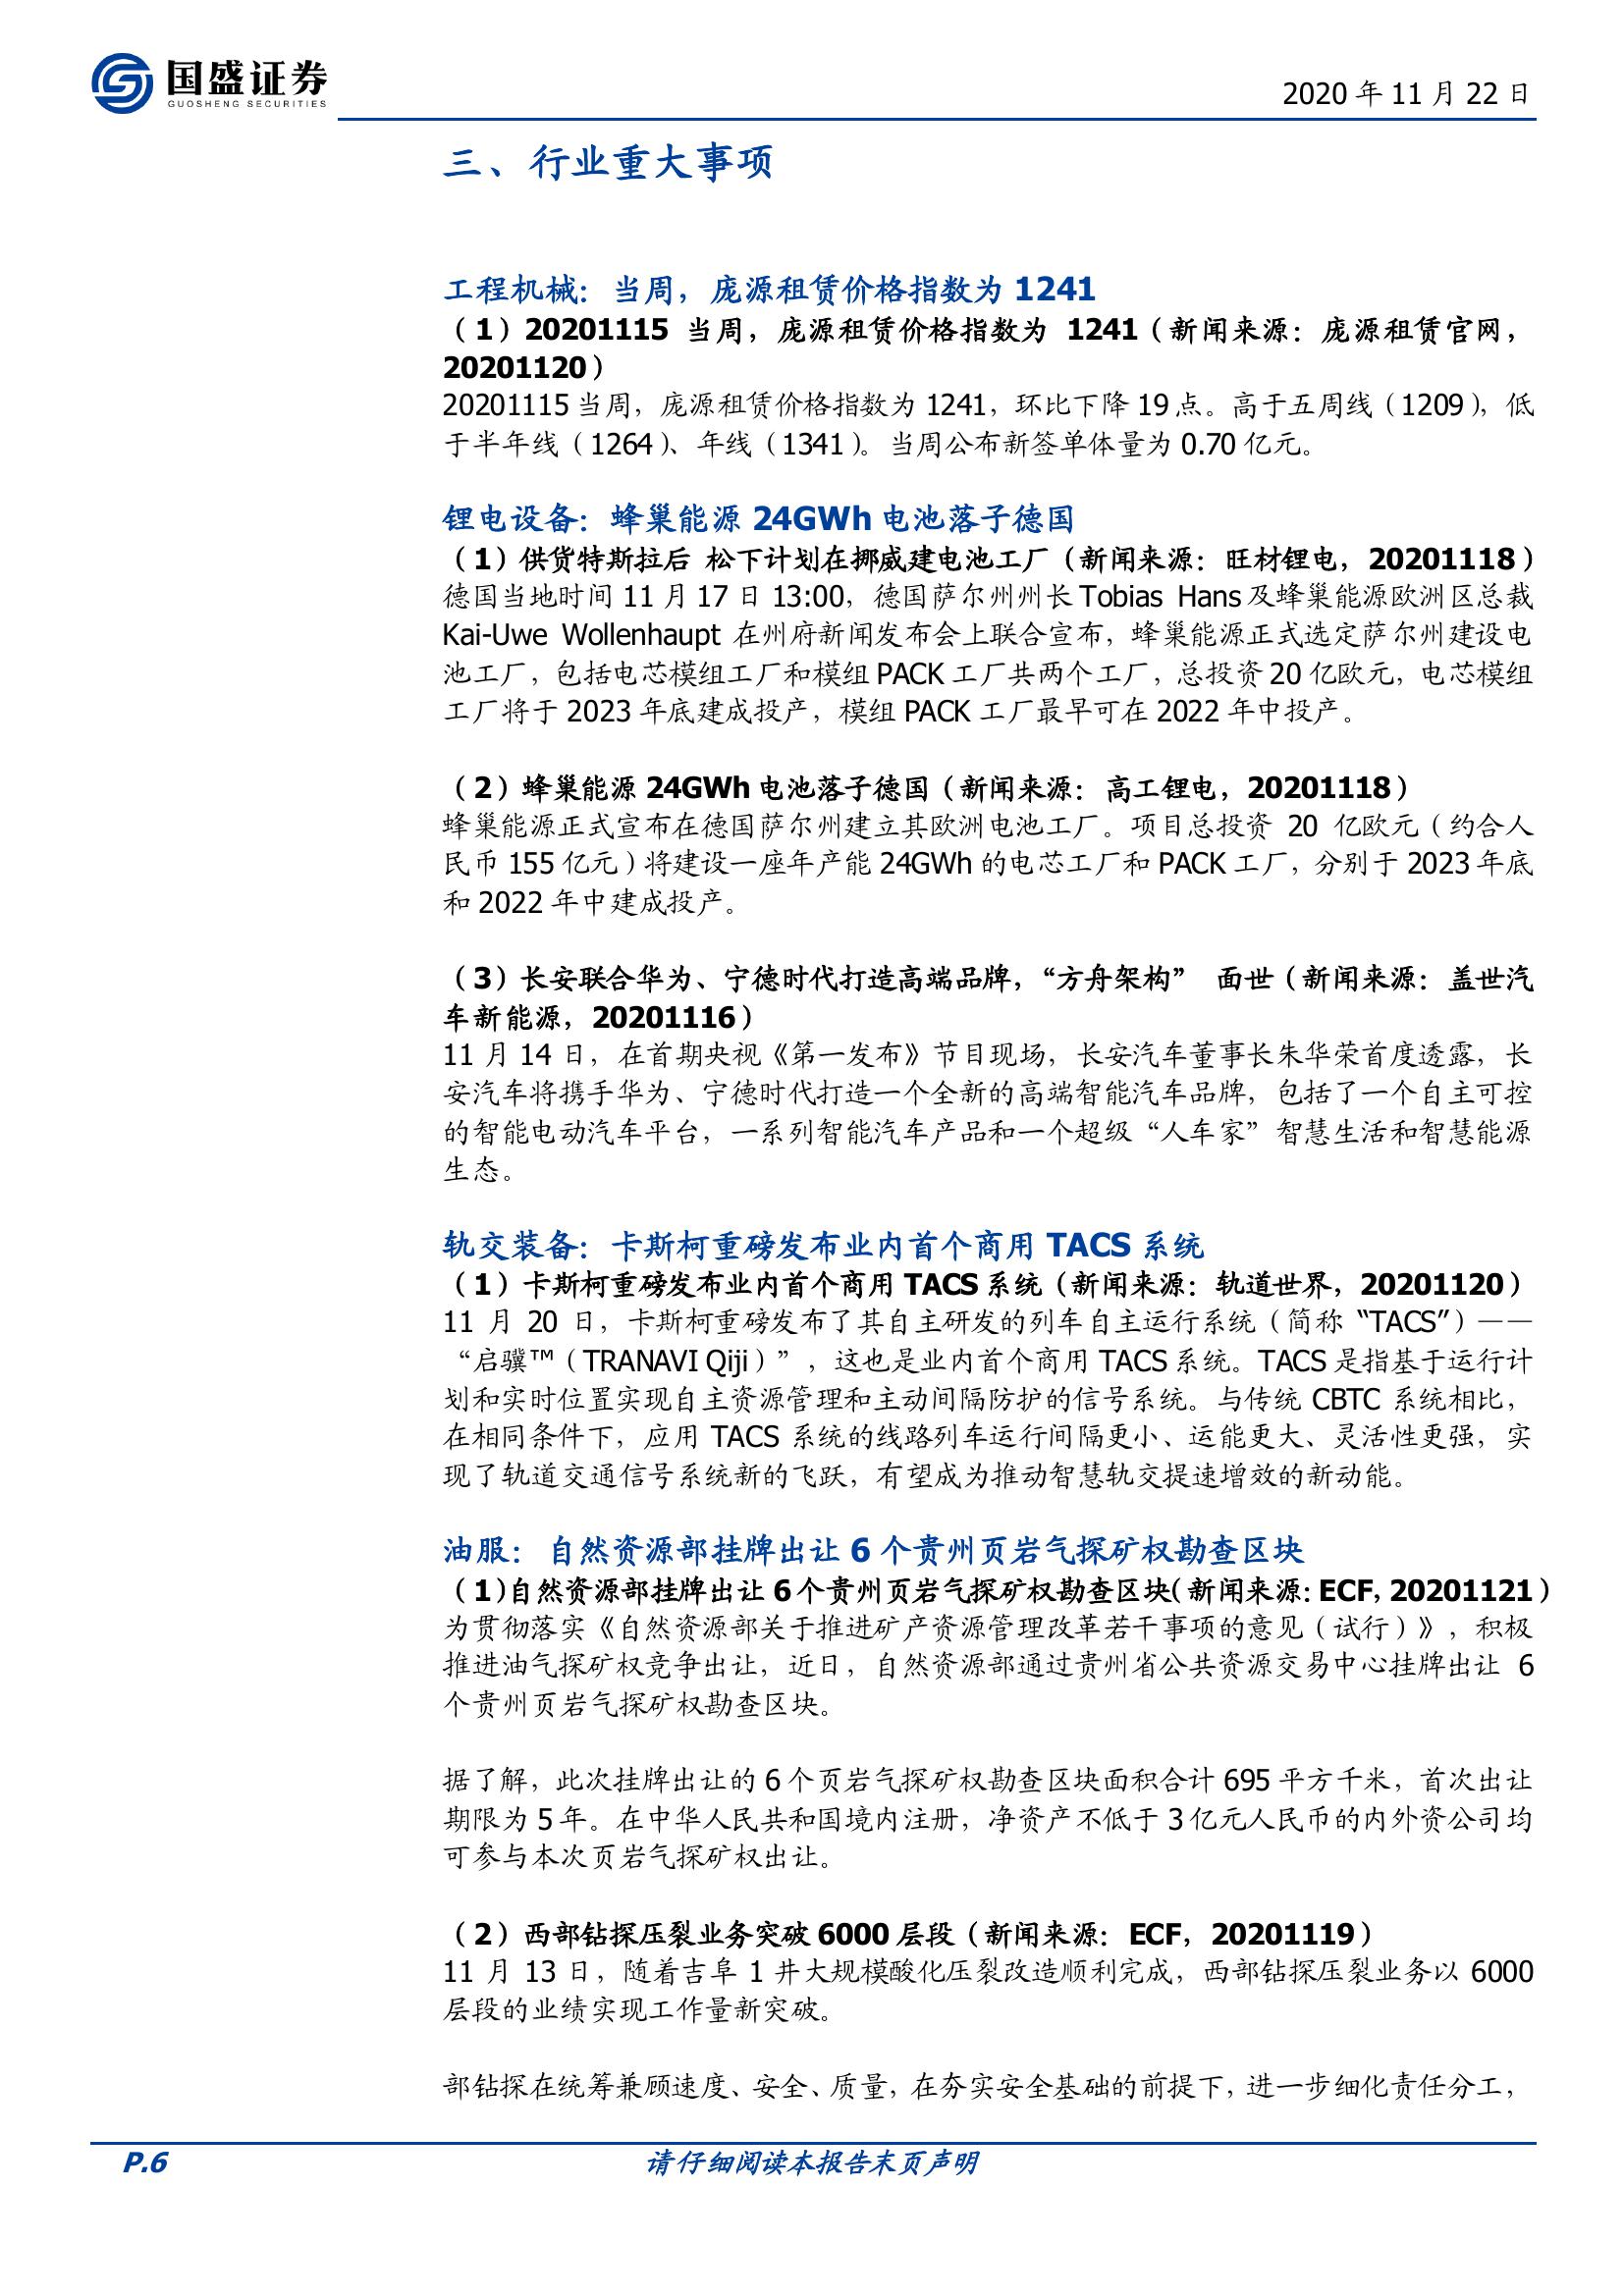 国盛证券
GUOSHENG SECURITIES
2020 年 11 月 22 日
三、行业重大事项
工程机械：当周，庞源租赁价格指数为 1241
（1）20201115 当周，庞源租赁价格指数为 1241（新闻来源：庞源租赁官网，
20201120）
20201115 当周，庞源租赁价格指数为 1241，环比下降 19 点。高于五周线（1209），低
于半年线（1264）、年线（1341）。当周公布新签单体量为 0.70 亿元。
锂电设备：蜂巢能源 24GWh 电池落子德国
（1）供货特斯拉后 松下计划在挪威建电池工厂（新闻来源：旺材锂电，20201118）
德国当地时间 11 月 17 日 13:00，德国萨尔州州长 Tobias Hans 及蜂巢能源欧洲区总裁
Kai-Uwe Wollenhaupt 在州府新闻发布会上联合宣布，蜂巢能源正式选定萨尔州建设电
池工厂，包括电芯模组工厂和模组 PACK 工厂共两个工厂，总投资 20 亿欧元，电芯模组
工厂将于 2023 年底建成投产，模组 PACK 工厂最早可在 2022 年中投产。
（2）蜂巢能源 24GWh 电池落子德国（新闻来源：高工锂电，20201118）
蜂巢能源正式宣布在德国萨尔州建立其欧洲电池工厂。项目总投资 20 亿欧元（约合人
民币 155 亿元）将建设一座年产能 24GWh 的电芯工厂和 PACK 工厂，分别于 2023 年底
和 2022 年中建成投产。
（3）长安联合华为、宁德时代打造高端品牌，“方舟架构” 面世（新闻来源：盖世汽
车新能源，20201116）
11 月 14 日，在首期央视《第一发布》节目现场，长安汽车董事长朱华荣首度透露，长
安汽车将携手华为、宁德时代打造一个全新的高端智能汽车品牌，包括了一个自主可控
的智能电动汽车平台，一系列智能汽车产品和一个超级“人车家”智慧生活和智慧能源
生态。
轨交装备：卡斯柯重磅发布业内首个商用 TACS 系统
（1）卡斯柯重磅发布业内首个商用 TACS 系统（新闻来源：轨道世界，20201120）
11 月 20 日，卡斯柯重磅发布了其自主研发的列车自主运行系统（简称 “TACS”）——
“启骥™（TRANAVI Qiji）”，这也是业内首个商用 TACS 系统。TACS 是指基于运行计
划和实时位置实现自主资源管理和主动间隔防护的信号系统。与传统 CBTC 系统相比，
在相同条件下，应用 TACS 系统的线路列车运行间隔更小、运能更大、灵活性更强，实
现了轨道交通信号系统新的飞跃，有望成为推动智慧轨交提速增效的新动能。
油服：自然资源部挂牌出让 6 个贵州页岩气探矿权勘查区块
（1）自然资源部挂牌出让 6 个贵州页岩气探矿权勘查区块（新闻来源：ECF，20201121）
为贯彻落实《自然资源部关于推进矿产资源管理改革若干事项的意见（试行）》，积极
推进油气探矿权竞争出让，近日，自然资源部通过贵州省公共资源交易中心挂牌出让 6
个贵州页岩气探矿权勘查区块。
据了解，此次挂牌出让的 6 个页岩气探矿权勘查区块面积合计 695 平方千米，首次出让
期限为 5 年。在中华人民共和国境内注册，净资产不低于 3 亿元人民币的内外资公司均
可参与本次页岩气探矿权出让。
（2）西部钻探压裂业务突破 6000 层段（新闻来源：ECF，20201119）
11 月 13 日，随着吉阜 1 井大规模酸化压裂改造顺利完成，西部钻探压裂业务以 6000
层段的业绩实现工作量新突破。
部钻探在统筹兼顾速度、安全、质量，在夯实安全基础的前提下，进一步细化责任分工，
P.6
请仔细阅读本报告末页声明